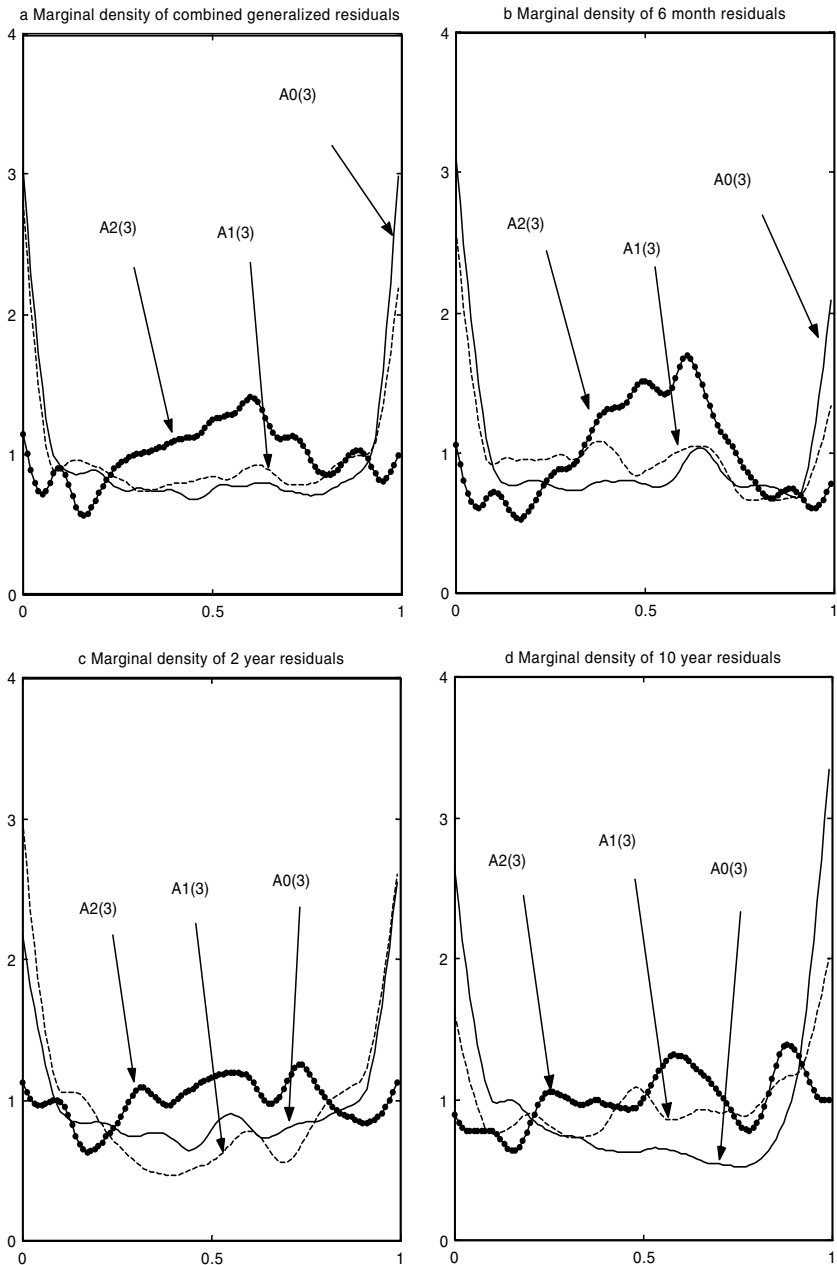 a Marginal density of combined generalized residuals
4
A0(3)
3
A2(3)
A1(3)
2
1
0
0
0.5
1
b Marginal density of 6 month residuals
4
3
A0(3)
A2(3)
A1(3)
2
1
0
0
0.5
1
c Marginal density of 2 year residuals
4
3
A2(3)
A1(3)
A0(3)
2
1
0
0
0.5
1
d Marginal density of 10 year residuals
4
3
A2(3)
A1(3)
A0(3)
2
1
0
0
0.5
1